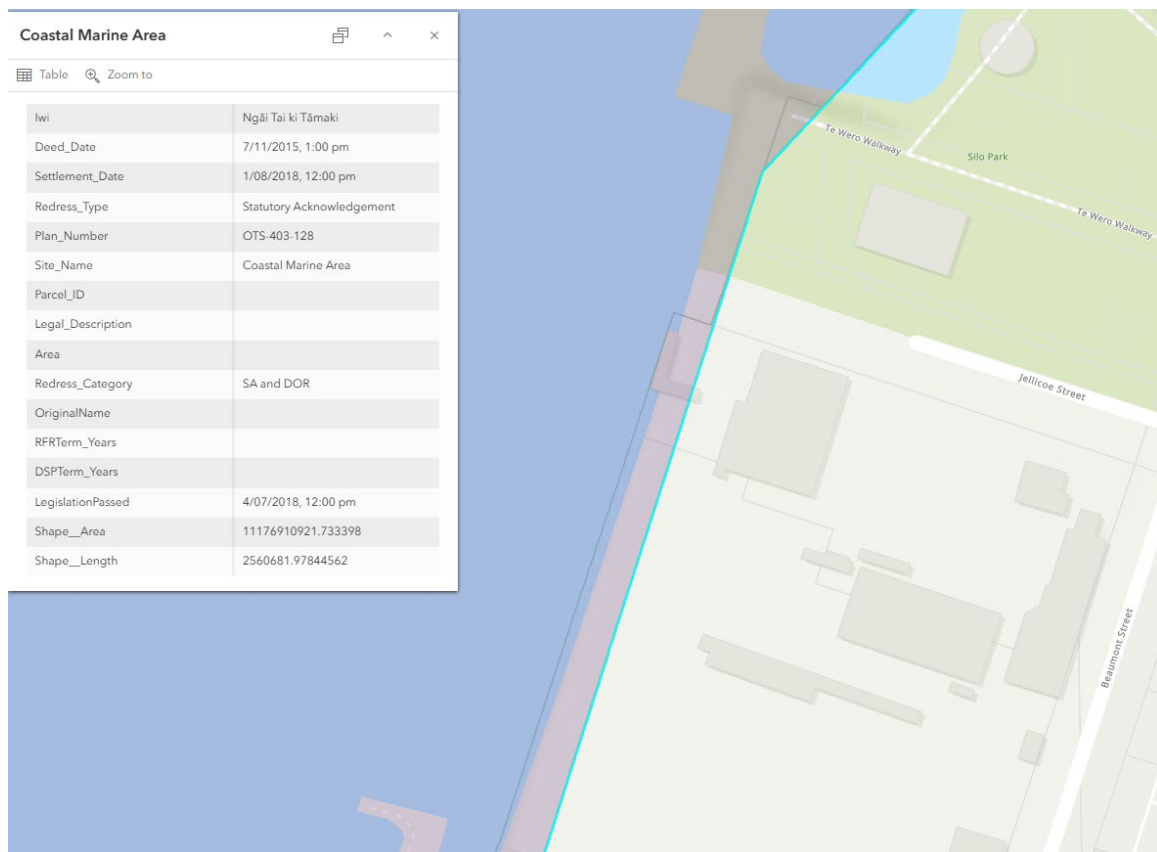 Coastal Marine Area
Table Zoom to
Iwi Ngāi Tai ki Tāmaki
Deed_Date 7/11/2015, 1:00 pm
Settlement_Date 1/08/2018, 12:00 pm
Redress_Type Statutory Acknowledgement
Plan_Number OTS-403-128
Site_Name Coastal Marine Area
Parcel_ID
Legal_Description
Area
Redress_Category SA and DOR
OriginalName
RFRTerm_Years
DSPTerm_Years
LegislationPassed 4/07/2018, 12:00 pm
Shape__Area 11176910921.733398
Shape__Length 2560681.97844562
Te Wero Walkway
Silo Park
Te Wero Walkway
Jellicoe Street
Beaumont Street